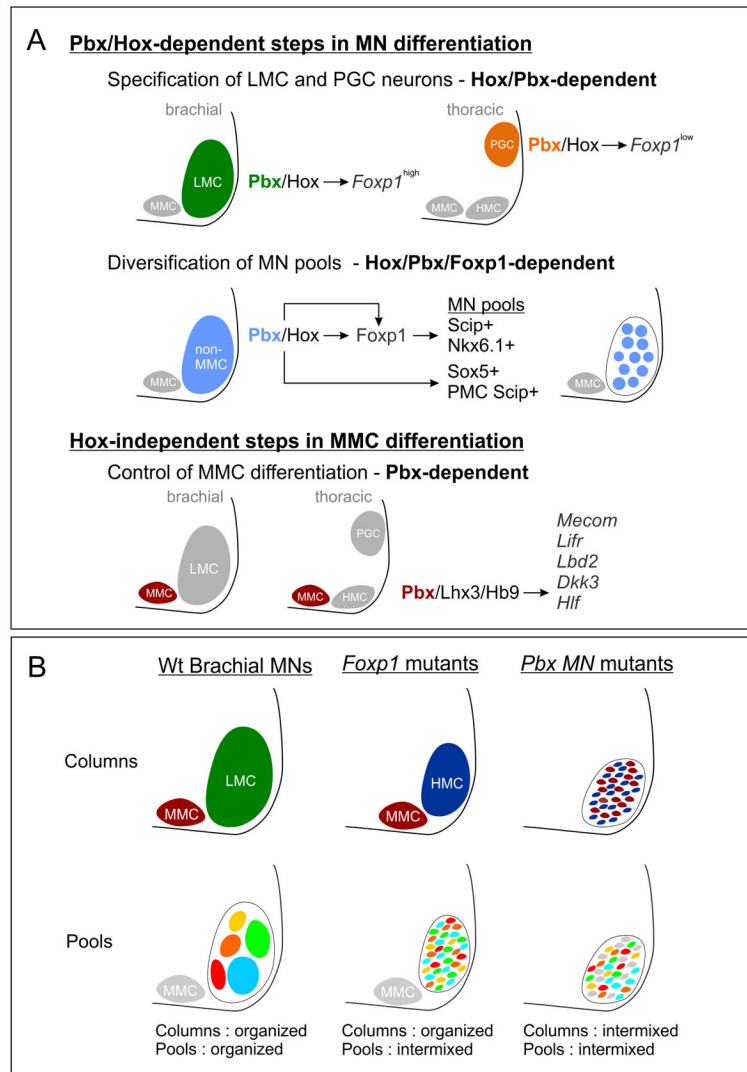 A
Pbx/Hox-dependent steps in MN differentiation
Specification of LMC and PGC neurons - Hox/Pbx-dependent
brachial
thoracic
LMC
MMC
Pbx/Hox → Foxp1high
PGC
MMC
HMC
Pbx/Hox → Foxp1low
Diversification of MN pools - Hox/Pbx/Foxp1-dependent
non-
MMC
MMC
Pbx/Hox → Foxp1 →
MN pools
Scip+
Nkx6.1+
Sox5+
PMC Scip+
MMC
Hox-independent steps in MMC differentiation
Control of MMC differentiation - Pbx-dependent
brachial
thoracic
LMC
MMC
PGC
MMC
HMC
Pbx/Lhx3/Hb9 →
Mecom
Lifr
Lbd2
Dkk3
Hlf
B
Wt Brachial MNs
Foxp1 mutants
Pbx MN mutants
Columns
LMC
MMC
HMC
MMC
Pools
MMC
MMC
Columns : organized
Pools : organized
Columns : organized
Pools : intermixed
Columns : intermixed
Pools : intermixed